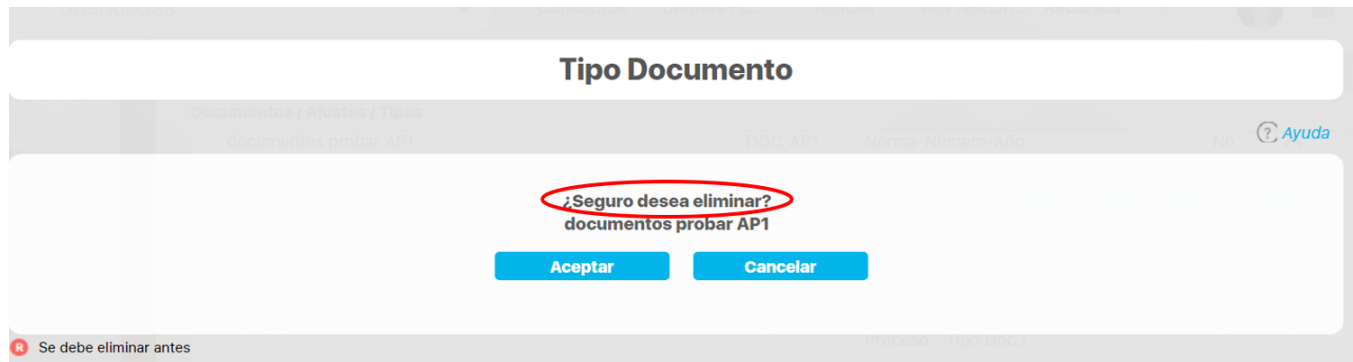 Tipo Documento
Documentos / Ajustes / Tipos
Ayuda
documentos probar AP1 DOC_AP1 Norma-Número-Año No
¿Seguro desea eliminar?
documentos probar AP1
Aceptar Cancelar
Proceso - Tipo Doc.)
R Se debe eliminar antes